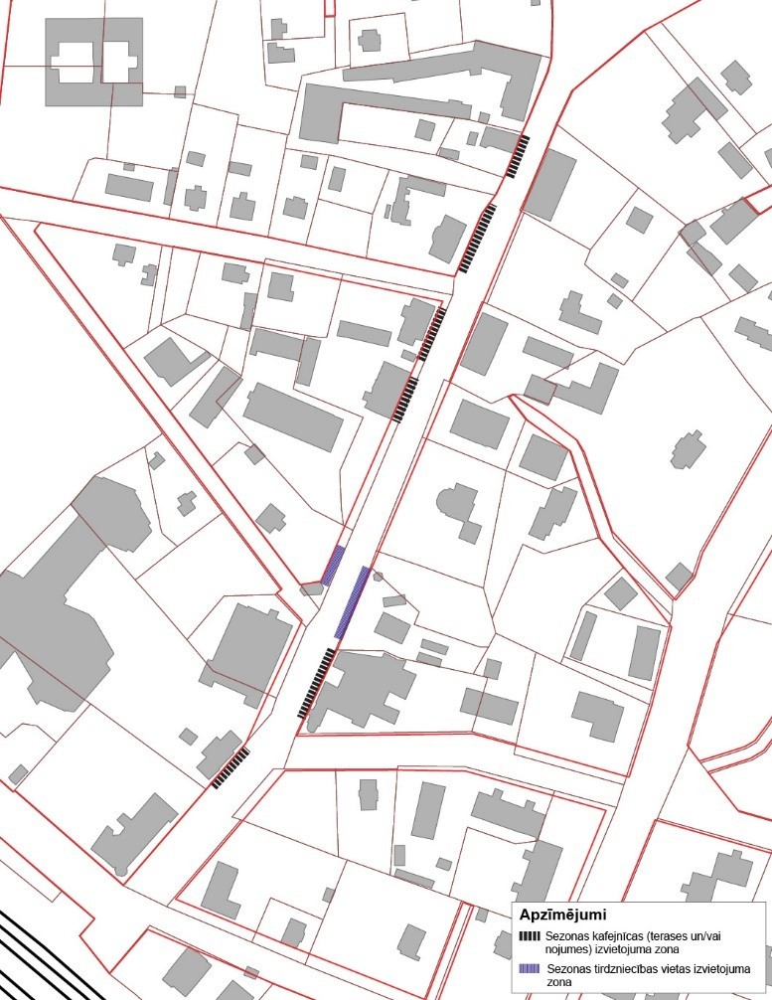 Apzīmējumi
Sezonas kafejnīcas (terases un/vai
nojumes) izvietojuma zona
Sezonas tirdzniecības vietas izvietojuma
zona